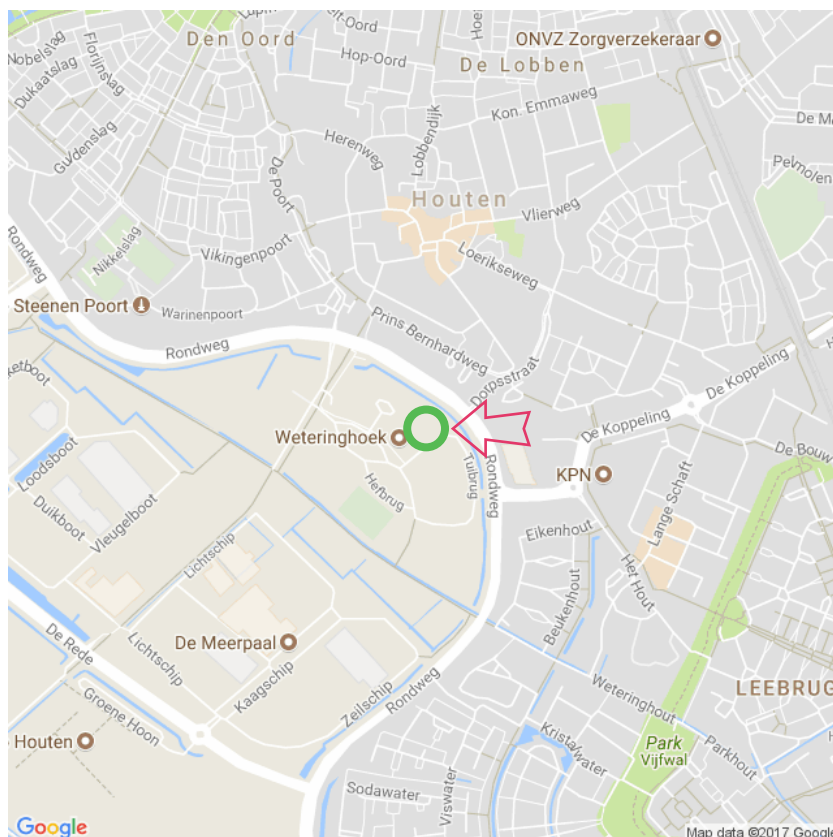 Den Oord
Hop-Oord
ONVZ Zorgverzekeraar
De Lobben
Nobelslag
Florijnslag
Dukaatslag
Guldenslag
Kon. Emmaweg
Lobbendijk
Herenweg
De Poort
Houten
Vlierweg
Pelmolen
Nikkelslag
Vikingenpoort
Loerikseweg
Rondweg
Steenen Poort
Warinenpoort
Prins Bernhardweg
Rondweg
Dorpsstraat
De Koppeling
De Koppeling
ketboot
Weteringhoek
Tuibrug
Rondweg
KPN
De Bouw
Loodsboot
Hefbrug
Lange Schaft
Duikboot
Vleugelboot
Eikenhout
Lichtschip
Het Hout
Beukenhout
De Rede
Lichtschip
De Meerpaal
Kaagschip
Zeilschip
Rondweg
Weteringhout
LEEBRUG
Groene Hoon
Houten
Kristalwater
Park
Vijfwal
Parkhout
Sodawater
Viswater
Google
Map data ©2017 Google